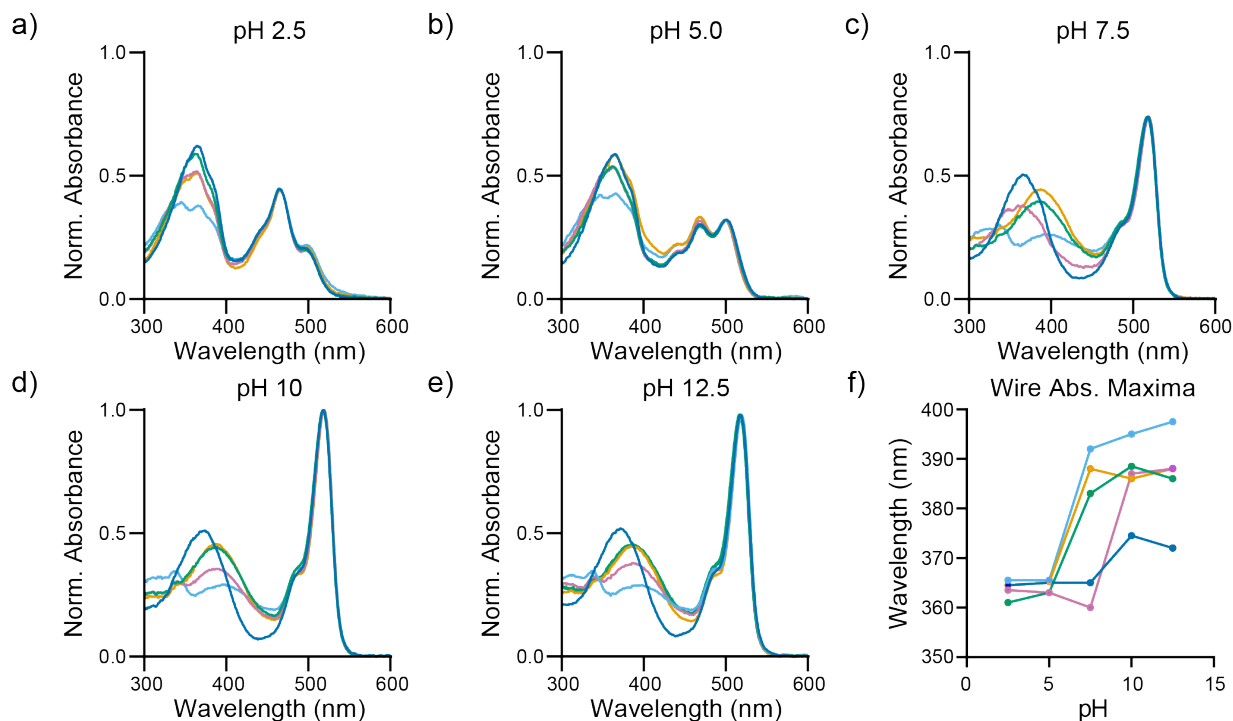 a)
pH 2.5
1.0
0.5
0.0
Norm. Absorbance
300
400
500
600
Wavelength (nm)
b)
pH 5.0
1.0
0.5
0.0
Norm. Absorbance
300
400
500
600
Wavelength (nm)
c)
pH 7.5
1.0
0.5
0.0
Norm. Absorbance
300
400
500
600
Wavelength (nm)
d)
pH 10
1.0
0.5
0.0
Norm. Absorbance
300
400
500
600
Wavelength (nm)
e)
pH 12.5
1.0
0.5
0.0
Norm. Absorbance
300
400
500
600
Wavelength (nm)
f)
Wire Abs. Maxima
400
390
380
370
360
350
Wavelength (nm)
0
5
10
15
pH